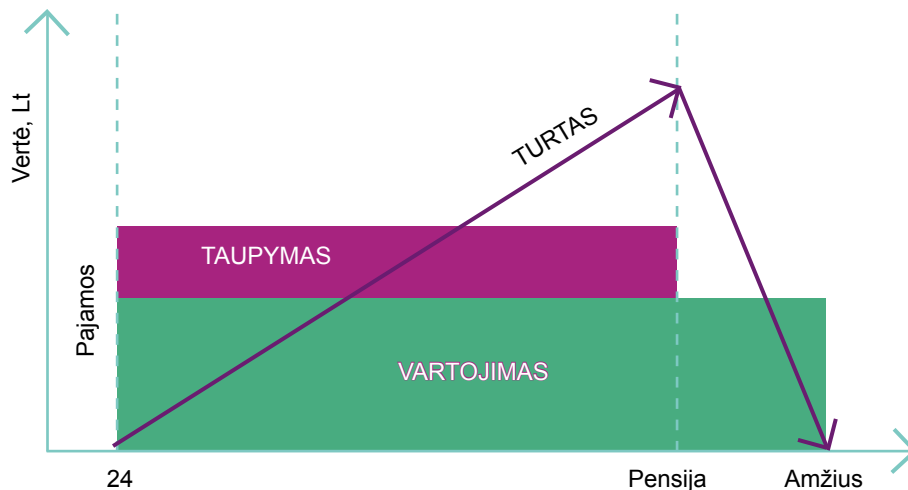 Vertė, Lt
TURTAS
TAUPYMAS
Pajamos
VARTOJIMAS
24
Pensija
Amžius